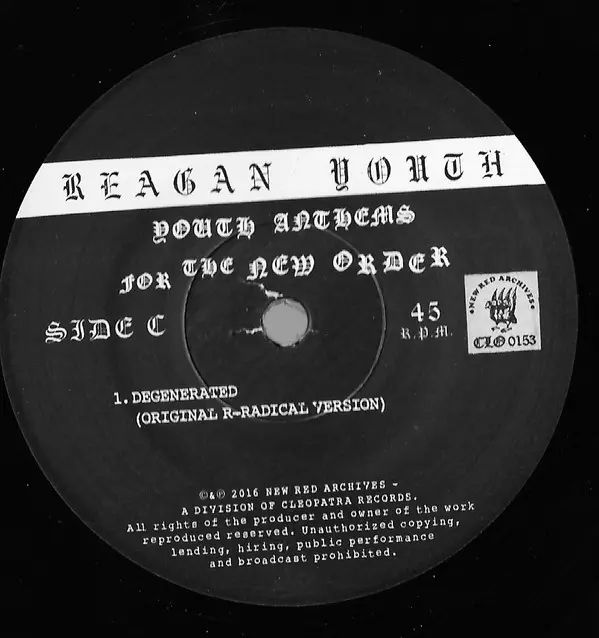 REAGAN YOUTH
YOUTH ANTHEMS
FOR THE NEW ORDER
SIDE C
45
R.P.M.
•NEW RED ARCHIVES•
CLO 0153
1. DEGENERATED
(ORIGINAL R-RADICAL VERSION)
©&℗ 2016 NEW RED ARCHIVES -
A DIVISION OF CLEOPATRA RECORDS.
All rights of the producer and owner of the work
reproduced reserved. Unauthorized copying,
lending, hiring, public performance
and broadcast prohibited.